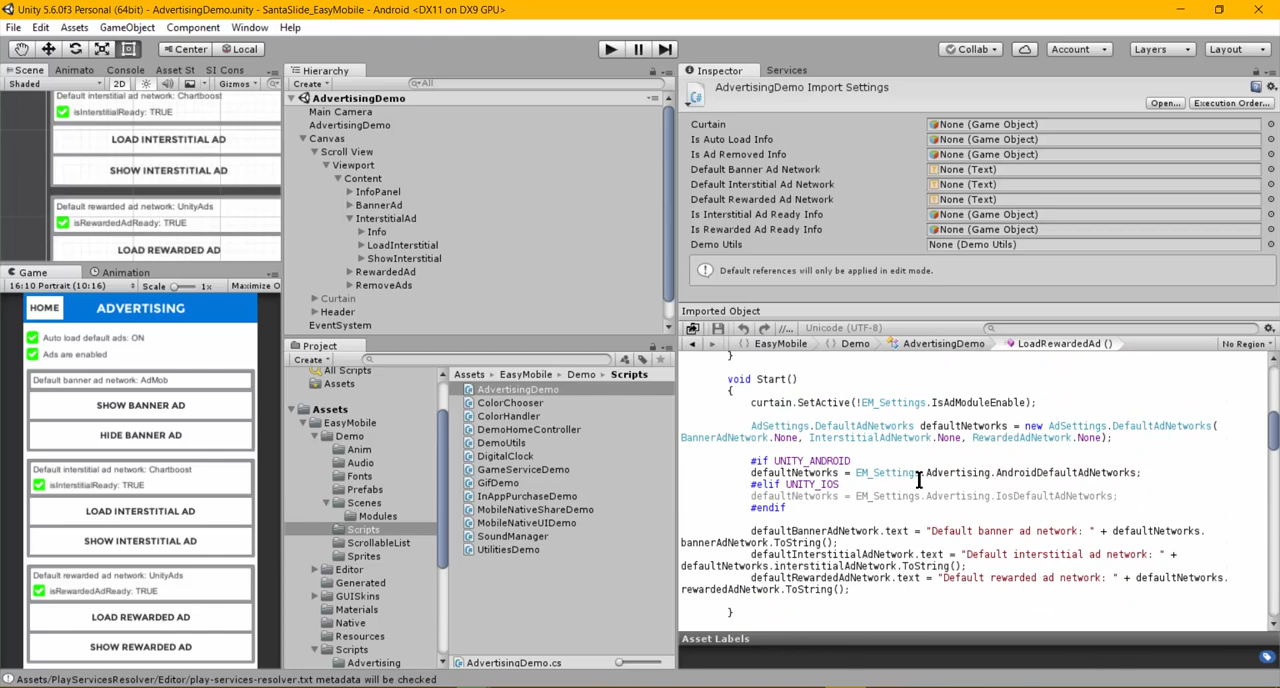 Unity 5.6.0f3 Personal (64bit) - AdvertisingDemo.unity - SantaSlide_EasyMobile - Android <DX11 on DX9 GPU>
File Edit Assets GameObject Component Window Help
Center Local Collab Account Layers Layout
Scene Animato Console Asset St SI Cons
Shaded 2D Gizmos
Default interstitial ad network: Chartboost
isInterstitialReady: TRUE
LOAD INTERSTITIAL AD
SHOW INTERSTITIAL AD
Default rewarded ad network: UnityAds
isRewardedAdReady: TRUE
LOAD REWARDED AD
Game Animation
16:10 Portrait (10:16) Scale 1x Maximize O
HOME ADVERTISING
Auto load default ads: ON
Ads are enabled
Default banner ad network: AdMob
SHOW BANNER AD
HIDE BANNER AD
Default interstitial ad network: Chartboost
isInterstitialReady: TRUE
LOAD INTERSTITIAL AD
SHOW INTERSTITIAL AD
Default rewarded ad network: UnityAds
isRewardedAdReady: TRUE
LOAD REWARDED AD
SHOW REWARDED AD
Hierarchy
Create All
AdvertisingDemo
Main Camera
AdvertisingDemo
Canvas
Scroll View
Viewport
Content
InfoPanel
BannerAd
InterstitialAd
Info
LoadInterstitial
ShowInterstitial
RewardedAd
RemoveAds
Curtain
Header
EventSystem
Project
Create
All Scripts
Assets
Assets
EasyMobile
Demo
Anim
Audio
Fonts
Prefabs
Scenes
Modules
Scripts
ScrollableList
Sprites
Editor
Generated
GUISkins
Materials
Native
Resources
Scripts
Advertising
Assets EasyMobile Demo Scripts
AdvertisingDemo
ColorChooser
ColorHandler
DemoHomeController
DemoUtils
DigitalClock
GameServiceDemo
GifDemo
InAppPurchaseDemo
MobileNativeShareDemo
MobileNativeUIDemo
SoundManager
UtilitiesDemo
AdvertisingDemo.cs
Inspector Services
AdvertisingDemo Import Settings
Open... Execution Order...
Curtain None (Game Object)
Is Auto Load Info None (Game Object)
Is Ad Removed Info None (Game Object)
Default Banner Ad Network None (Text)
Default Interstitial Ad Network None (Text)
Default Rewarded Ad Network None (Text)
Is Interstitial Ad Ready Info None (Game Object)
Is Rewarded Ad Ready Info None (Game Object)
Demo Utils None (Demo Utils)
Default references will only be applied in edit mode.
Imported Object
//... Unicode (UTF-8)
{ } EasyMobile { } Demo AdvertisingDemo LoadRewardedAd () No Region
}
void Start()
{
curtain.SetActive(!EM_Settings.IsAdModuleEnable);
AdSettings.DefaultAdNetworks defaultNetworks = new AdSettings.DefaultAdNetworks(
BannerAdNetwork.None, InterstitialAdNetwork.None, RewardedAdNetwork.None);
#if UNITY_ANDROID
defaultNetworks = EM_Settings.Advertising.AndroidDefaultAdNetworks;
#elif UNITY_IOS
defaultNetworks = EM_Settings.Advertising.IosDefaultAdNetworks;
#endif
defaultBannerAdNetwork.text = "Default banner ad network: " + defaultNetworks.
bannerAdNetwork.ToString();
defaultInterstitialAdNetwork.text = "Default interstitial ad network: " +
defaultNetworks.interstitialAdNetwork.ToString();
defaultRewardedAdNetwork.text = "Default rewarded ad network: " + defaultNetworks.
rewardedAdNetwork.ToString();
}
Asset Labels
Assets/PlayServicesResolver/Editor/play-services-resolver.txt metadata will be checked